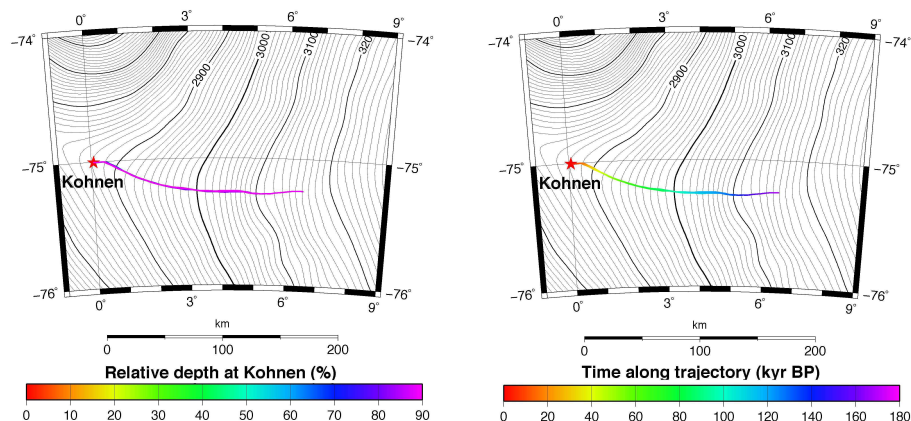 0° 3° 6° 9°
−74° −74°
2900 3000 3100 320
−75° −75°
Kohnen
−76° −76°
0° 3° 6° 9°
km
0 100 200
Relative depth at Kohnen (%)
0 10 20 30 40 50 60 70 80 90
0° 3° 6° 9°
−74° −74°
2900 3000 3100 320
−75° −75°
Kohnen
−76° −76°
0° 3° 6° 9°
km
0 100 200
Time along trajectory (kyr BP)
0 20 40 60 80 100 120 140 160 180